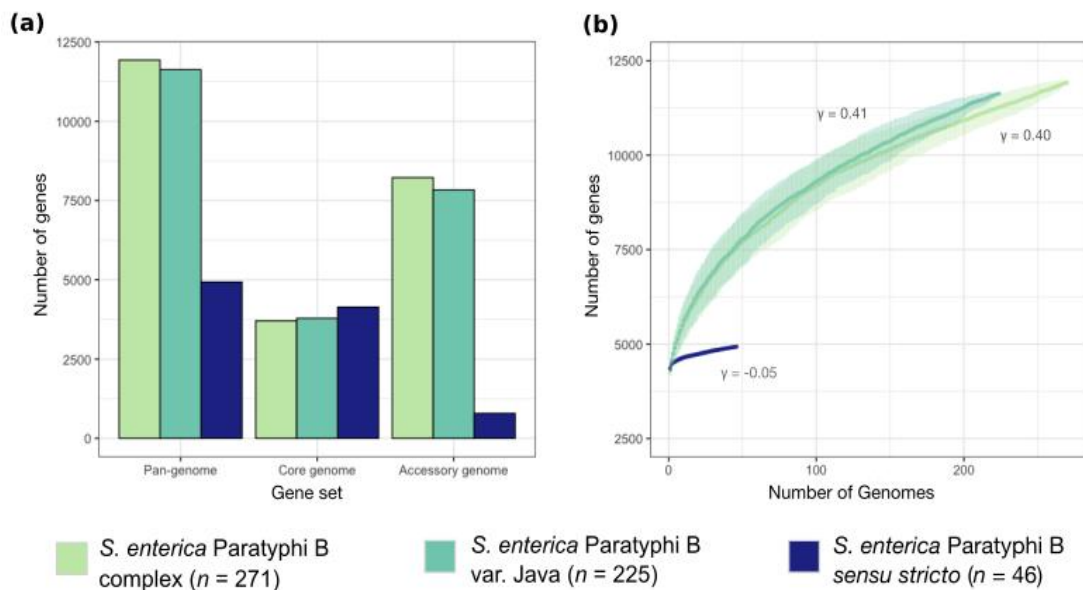 (a)
12500
10000
7500
5000
2500
0
Number of genes
Pan-genome
Core genome
Accessory genome
Gene set
(b)
12500
10000
7500
5000
2500
Number of genes
γ = 0.41
γ = 0.40
γ = -0.05
0
100
200
Number of Genomes
S. enterica Paratyphi B
complex (n = 271)
S. enterica Paratyphi B
var. Java (n = 225)
S. enterica Paratyphi B
sensu stricto (n = 46)